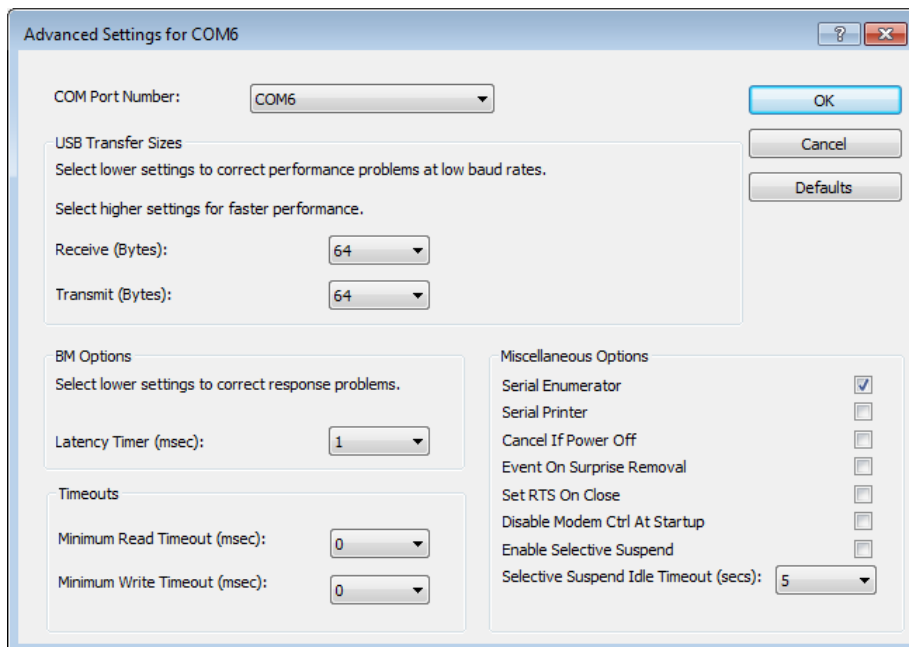 Advanced Settings for COM6
?
COM Port Number: COM6
OK
USB Transfer Sizes
Cancel
Select lower settings to correct performance problems at low baud rates.
Defaults
Select higher settings for faster performance.
Receive (Bytes): 64
Transmit (Bytes): 64
BM Options
Select lower settings to correct response problems.
Latency Timer (msec): 1
Timeouts
Minimum Read Timeout (msec): 0
Minimum Write Timeout (msec): 0
Miscellaneous Options
Serial Enumerator
Serial Printer
Cancel If Power Off
Event On Surprise Removal
Set RTS On Close
Disable Modem Ctrl At Startup
Enable Selective Suspend
Selective Suspend Idle Timeout (secs): 5